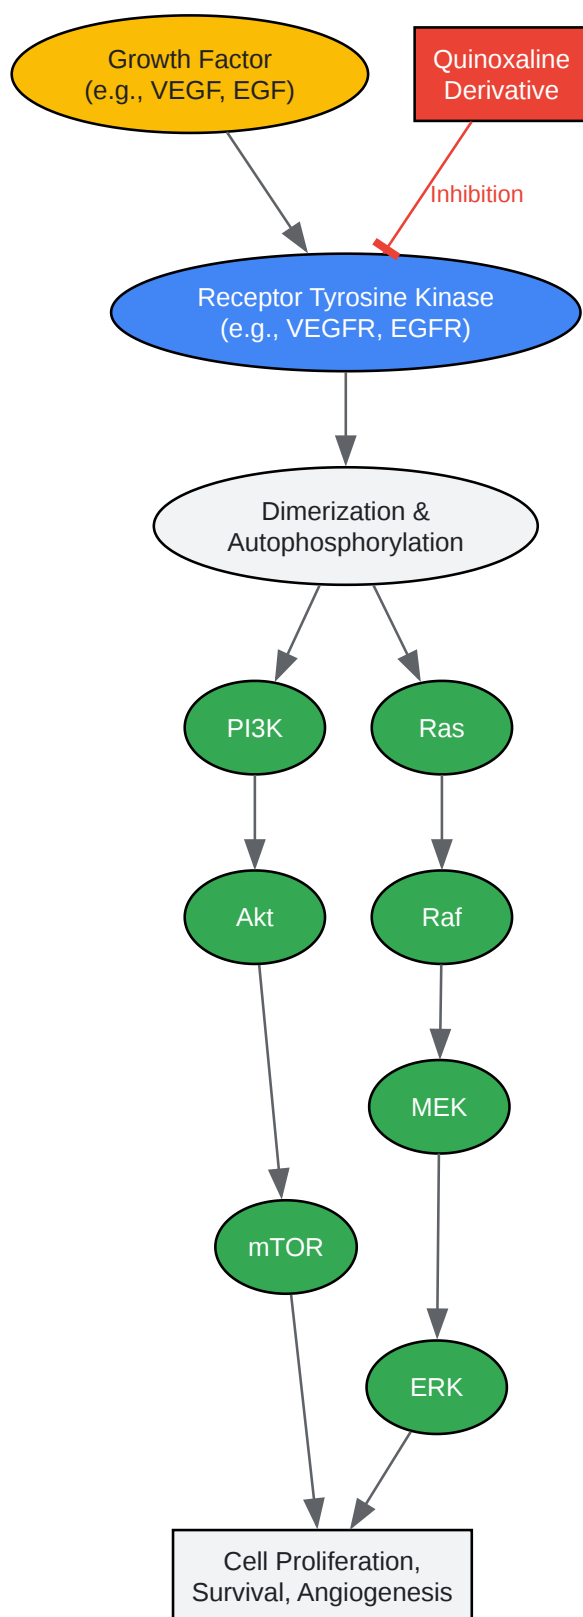 Growth Factor
(e.g., VEGF, EGF)
Quinoxaline
Derivative
Inhibition
Receptor Tyrosine Kinase
(e.g., VEGFR, EGFR)
Dimerization &
Autophosphorylation
PI3K
Ras
Akt
Raf
MEK
mTOR
ERK
Cell Proliferation,
Survival, Angiogenesis